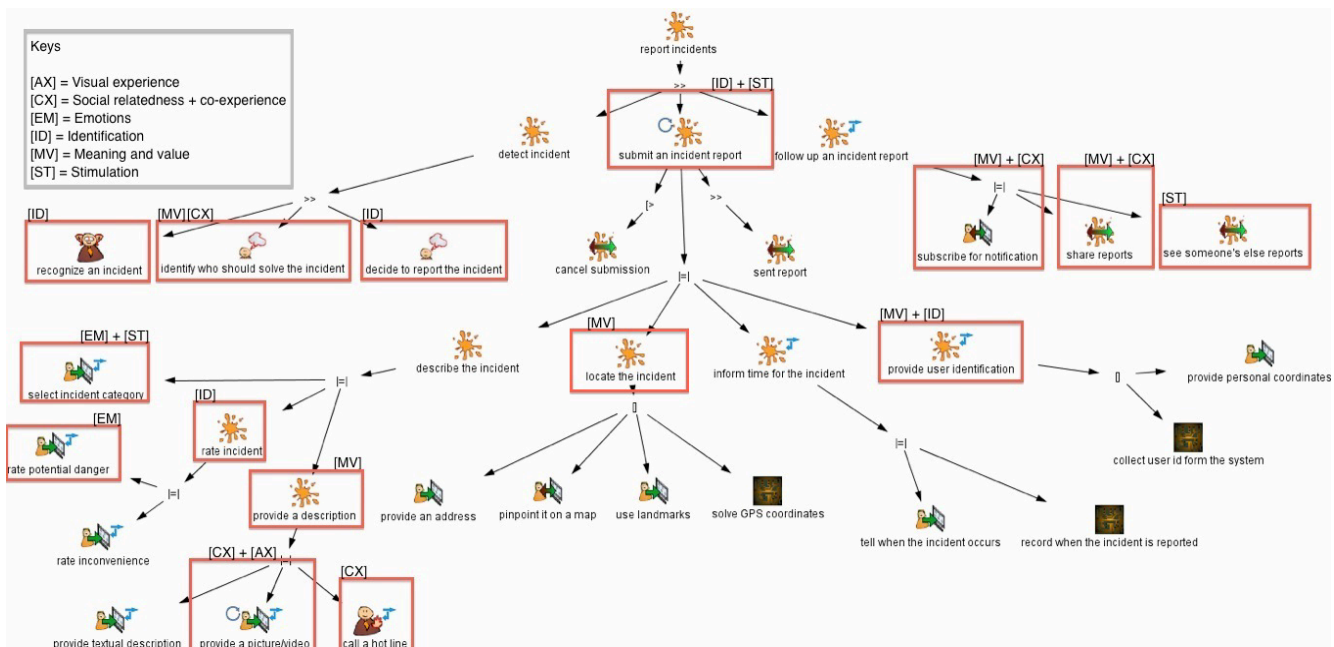 Keys
[AX] = Visual experience
[CX] = Social relatedness + co-experience
[EM] = Emotions
[ID] = Identification
[MV] = Meaning and value
[ST] = Stimulation
report incidents
>>
[ID] + [ST]
detect incident
submit an incident report
follow up an incident report
>>
[>
>>
[MV] + [CX]
[MV] + [CX]
|=|
[ST]
[ID]
[MV][CX]
[ID]
recognize an incident
identify who should solve the incident
decide to report the incident
cancel submission
sent report
subscribe for notification
share reports
see someone's else reports
|=|
[EM] + [ST]
[MV]
[MV] + [ID]
select incident category
|=|
describe the incident
locate the incident
inform time for the incident
provide user identification
[]
provide personal coordinates
[ID]
[]
[EM]
rate incident
|=|
rate potential danger
collect user id form the system
[MV]
|=|
provide a description
provide an address
pinpoint it on a map
use landmarks
solve GPS coordinates
rate inconvenience
tell when the incident occurs
record when the incident is reported
[CX] + [AX]
|=|
[CX]
provide textual description
provide a picture/video
call a hot line